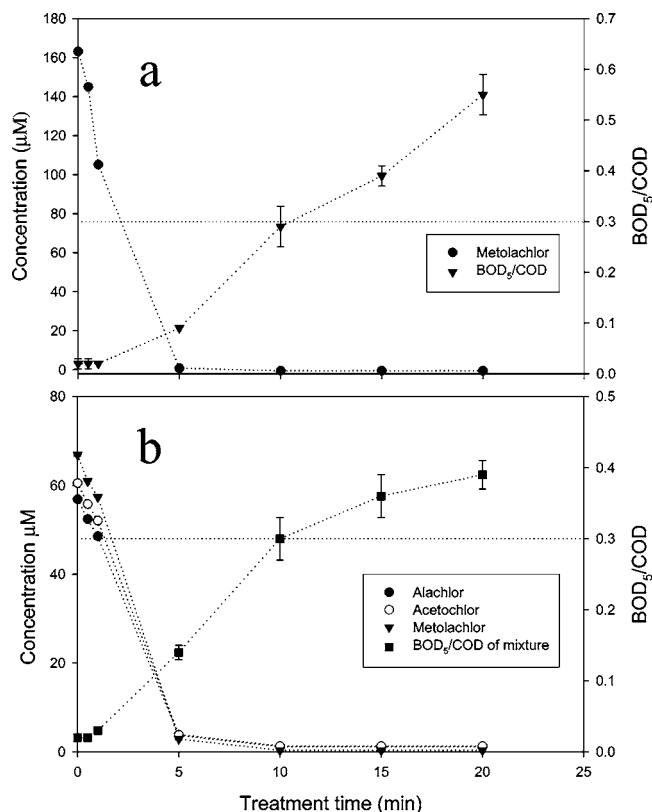 a
180
160
140
120
100
80
60
40
20
0
Concentration (μM)
0.7
0.6
0.5
0.4
0.3
0.2
0.1
0.0
BOD₅/COD
Metolachlor
BOD₅/COD
b
80
60
40
20
0
Concentration μM
0.5
0.4
0.3
0.2
0.1
0.0
BOD₅/COD
Alachlor
Acetochlor
Metolachlor
BOD₅/COD of mixture
0 5 10 15 20 25
Treatment time (min)